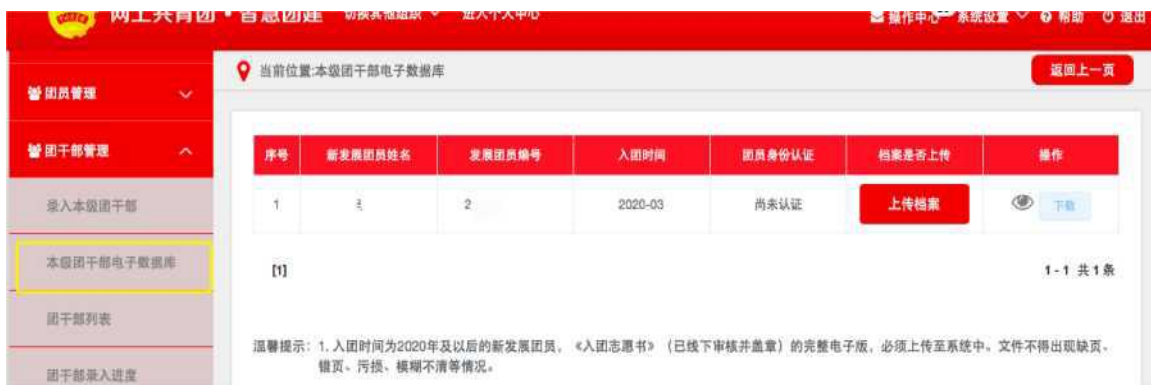 网上共青团·智慧团建 切换其他组织 进入个人中心 操作中心 系统设置 帮助 退出
当前位置:本级团干部电子数据库 返回上一页
团员管理
团干部管理
录入本级团干部
本级团干部电子数据库
团干部列表
团干部录入进度
序号 新发展团员姓名 发展团员编号 入团时间 团员身份认证 档案是否上传 操作
1 2 2020-03 尚未认证 上传档案 下载
[1] 1-1 共1条
温馨提示：1. 入团时间为2020年及以后的新发展团员，《入团志愿书》（已线下审核并盖章）的完整电子版，必须上传至系统中。文件不得出现缺页、
错页、污损、模糊不清等情况。